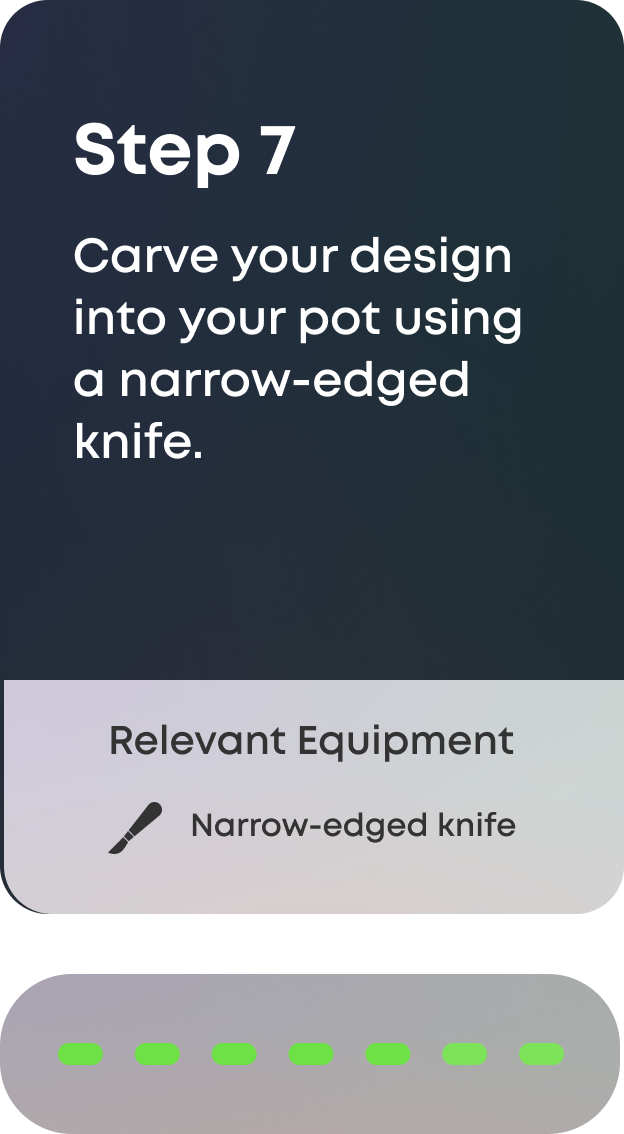 Step 7
Carve your design
into your pot using
a narrow-edged
knife.
Relevant Equipment
Narrow-edged knife